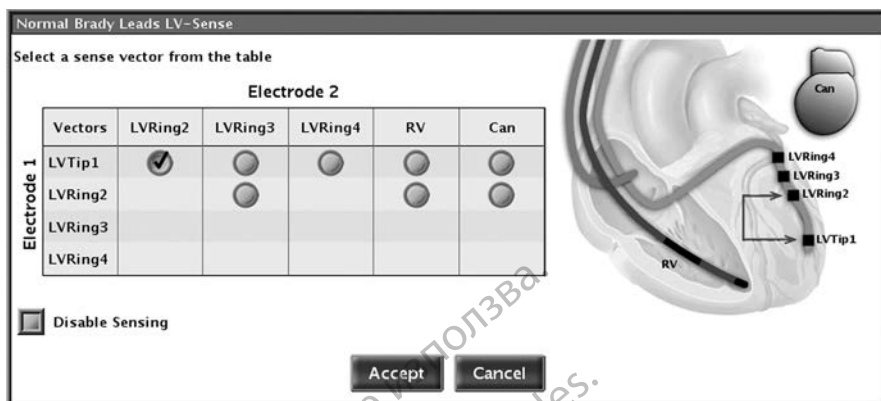 Normal Brady Leads LV-Sense
Select a sense vector from the table
Electrode 2
Electrode 1
Vectors LVRing2 LVRing3 LVRing4 RV Can
LVTip1
LVRing2
LVRing3
LVRing4
Can
LVRing4
LVRing3
LVRing2
LVTip1
RV
Disable Sensing
Accept Cancel